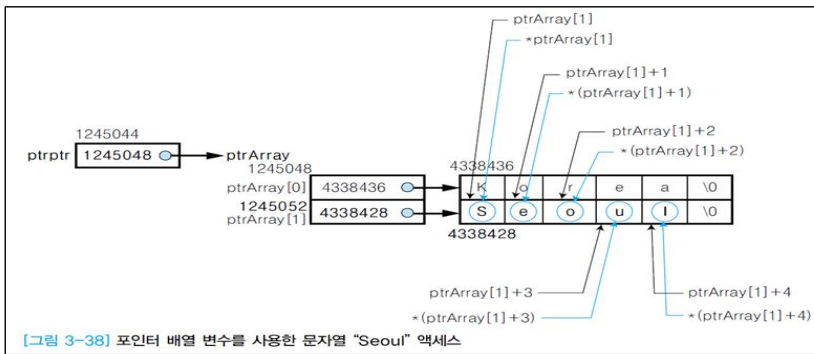 ptrArray[1]
*ptrArray[1]
ptrArray[1]+1
*(ptrArray[1]+1)
1245044
ptrArray[1]+2
ptrptr 1245048 ptrArray
*(ptrArray[1]+2)
1245048 4338436
ptrArray[0] 4338436 K o r e a \0
1245052
ptrArray[1] 4338428 S e o u l \0
4338428
ptrArray[1]+3 ptrArray[1]+4
*(ptrArray[1]+3) *(ptrArray[1]+4)
[그림 3-38] 포인터 배열 변수를 사용한 문자열 “Seoul” 액세스